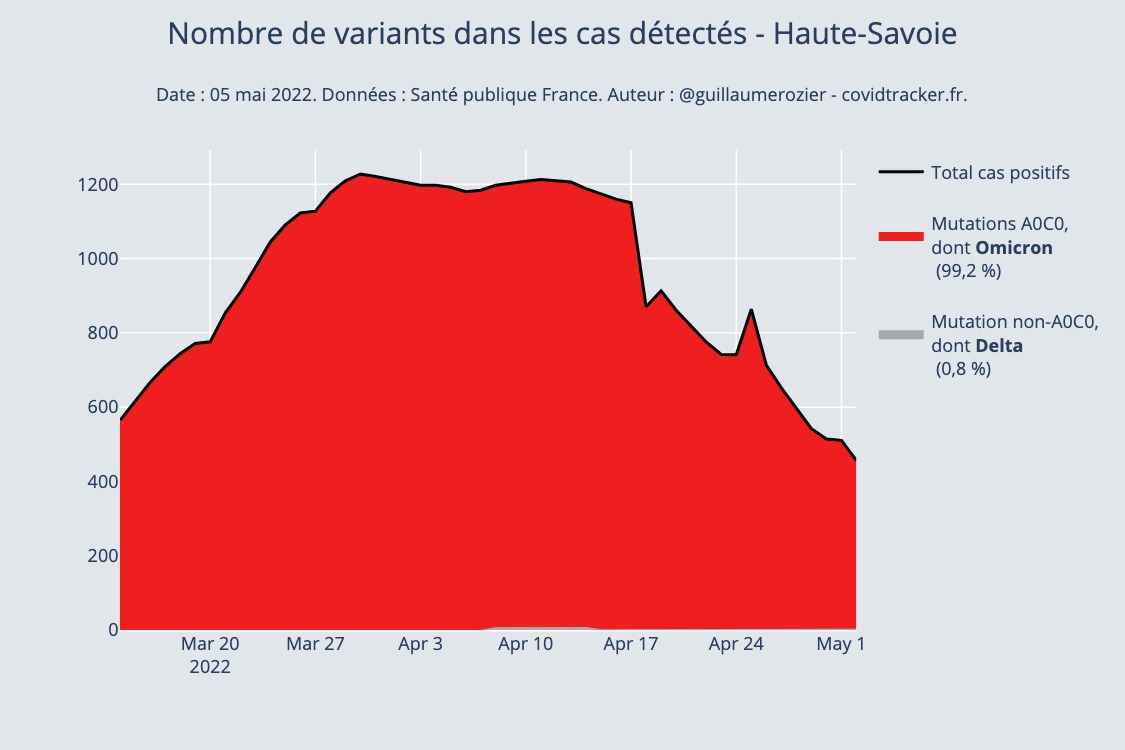 Nombre de variants dans les cas détectés - Haute-Savoie
Date : 05 mai 2022. Données : Santé publique France. Auteur : @guillaumerozier - covidtracker.fr.
1200
1000
800
600
400
200
0
Mar 20
2022
Mar 27
Apr 3
Apr 10
Apr 17
Apr 24
May 1
Total cas positifs
Mutations A0C0,
dont Omicron
(99,2 %)
Mutation non-A0C0,
dont Delta
(0,8 %)